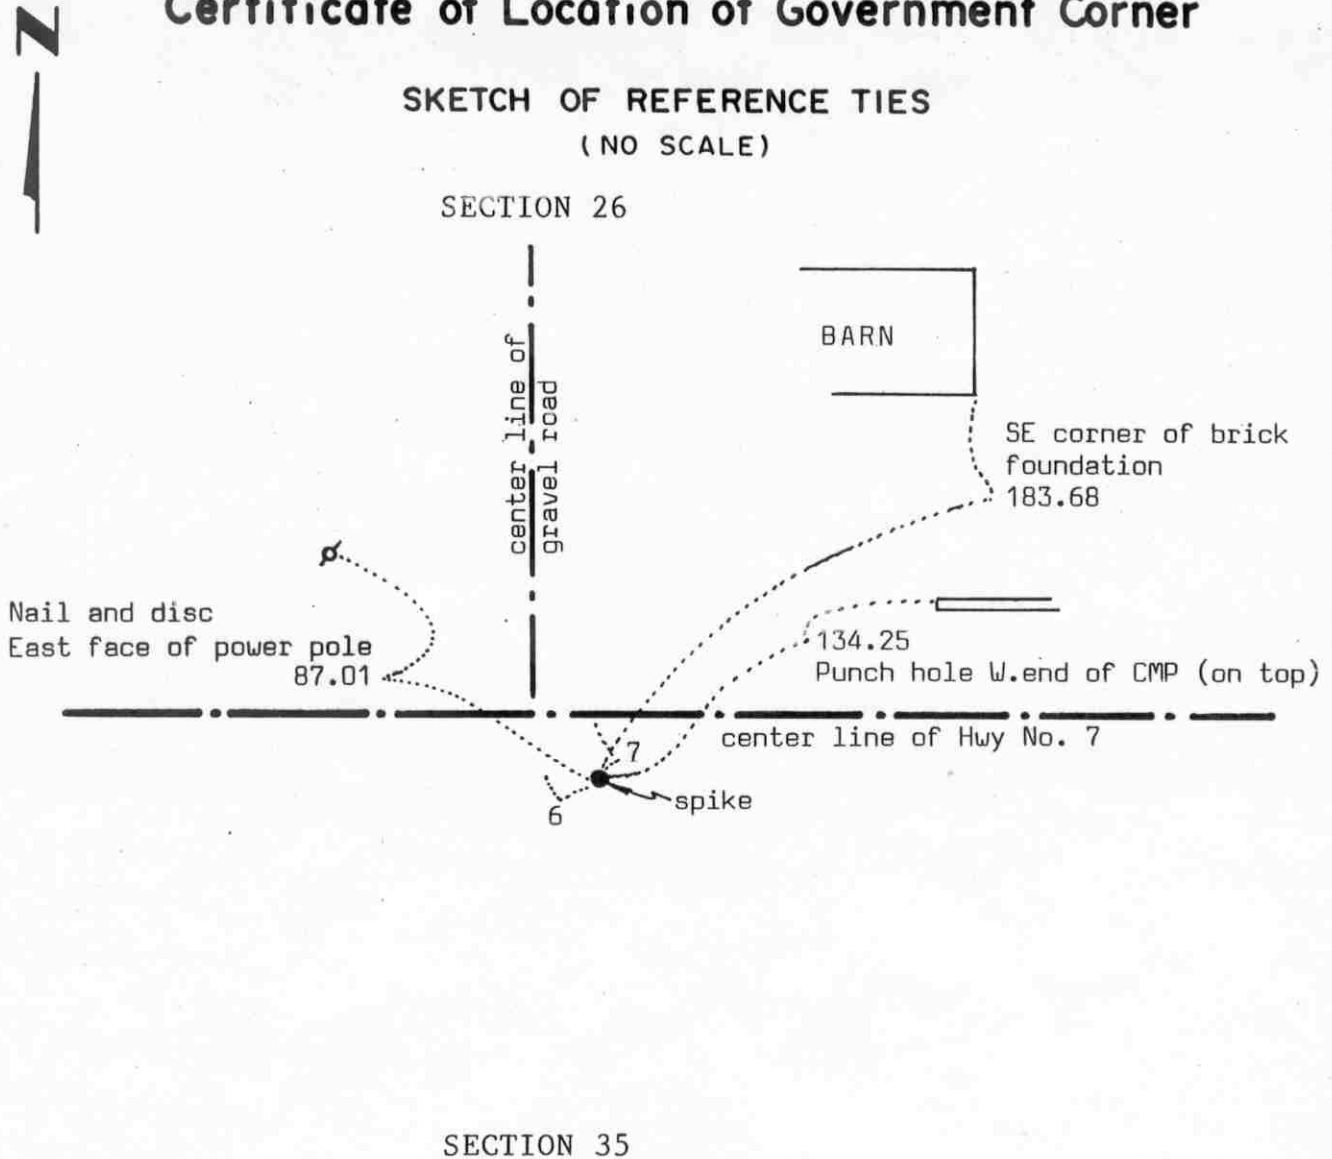 N
Certificate of Location of Government Corner
SKETCH OF REFERENCE TIES
(NO SCALE)
SECTION 26
BARN
center line of
gravel road
SE corner of brick
foundation
183.68
Nail and disc
East face of power pole
87.01
134.25
Punch hole W.end of CMP (on top)
center line of Hwy No. 7
7
6
spike
SECTION 35